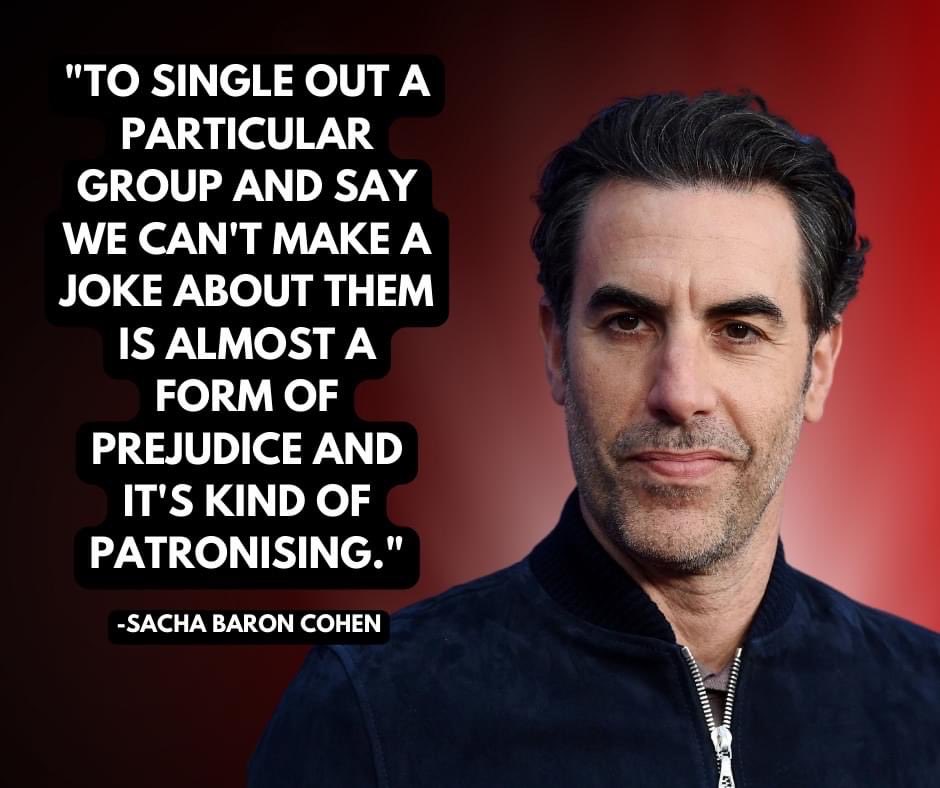 "TO SINGLE OUT A
PARTICULAR
GROUP AND SAY
WE CAN'T MAKE A
JOKE ABOUT THEM
IS ALMOST A
FORM OF
PREJUDICE AND
IT'S KIND OF
PATRONISING."
-SACHA BARON COHEN